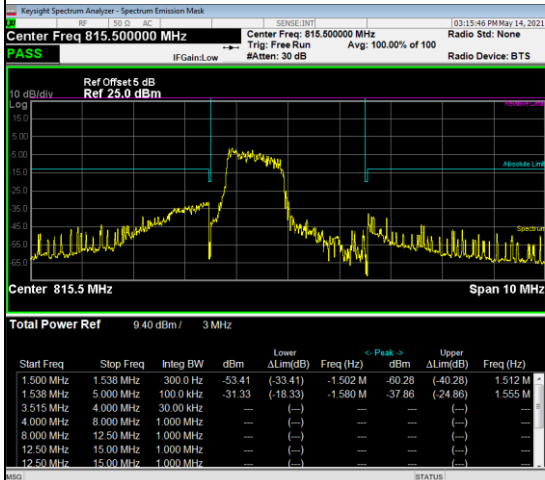 Keysight Spectrum Analyzer - Spectrum Emission Mask
RF 50 Ω AC SENSE:INT 03:15:46 PM May 14, 2021
Center Freq 815.500000 MHz Center Freq: 815.500000 MHz Radio Std: None
Trig: Free Run Avg: 100.00% of 100
PASS IFGain:Low #Atten: 30 dB Radio Device: BTS
Ref Offset 5 dB
10 dB/div Ref 25.0 dBm
Log
Relative Limit
15.0
5.00
-5.00
Absolute Limit
-15.0
-25.0
-35.0
Spectrum
-45.0
-55.0
-65.0
Center 815.5 MHz Span 10 MHz
Total Power Ref 9.40 dBm / 3 MHz
Lower <- Peak -> Upper
Start Freq Stop Freq Integ BW dBm ΔLim(dB) Freq (Hz) dBm ΔLim(dB) Freq (Hz)
1.500 MHz 1.538 MHz 300.0 Hz -53.41 (-33.41) -1.502 M -60.28 (-40.28) 1.512 M
1.538 MHz 5.000 MHz 100.0 kHz -31.33 (-18.33) -1.580 M -37.86 (-24.86) 1.555 M
3.515 MHz 4.000 MHz 30.00 kHz --- (---) --- --- (---) ---
4.000 MHz 8.000 MHz 1.000 MHz --- (---) --- --- (---) ---
8.000 MHz 12.50 MHz 1.000 MHz --- (---) --- --- (---) ---
12.50 MHz 15.00 MHz 1.000 MHz --- (---) --- --- (---) ---
12.50 MHz 15.00 MHz 1.000 MHz --- (---) --- --- (---) ---
MSG STATUS